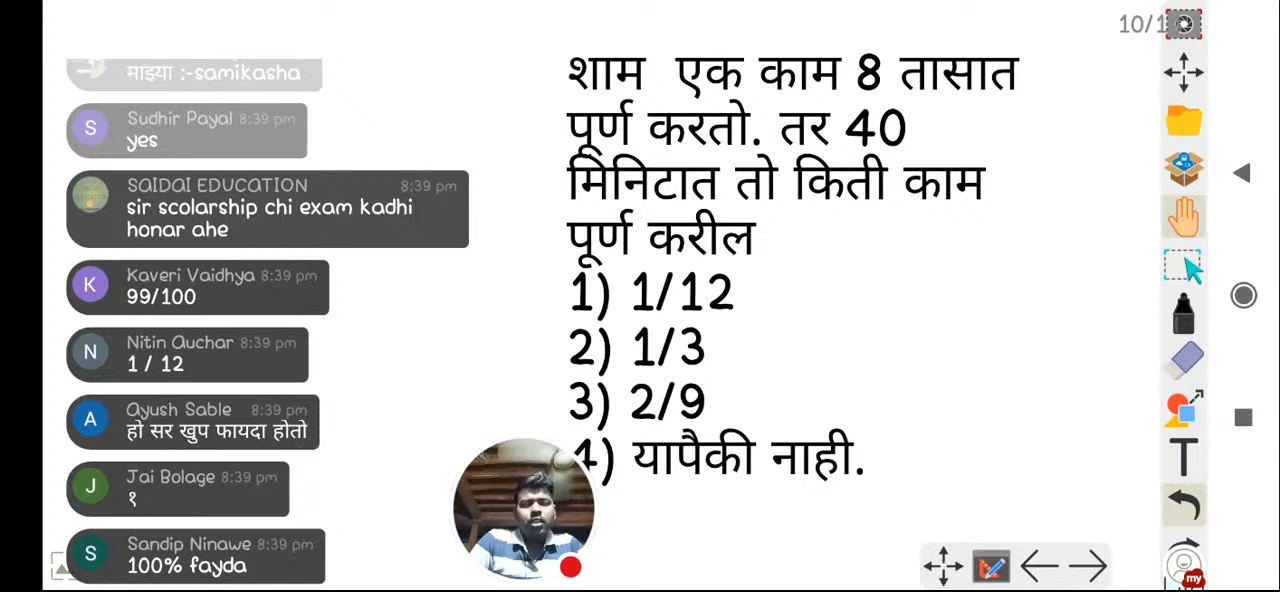 माझ्या :-samikasha
Sudhir Payal 8:39 pm
yes
SAIDAI EDUCATION 8:39 pm
sir scolarship chi exam kadhi
honar ahe
Kaveri Vaidhya 8:39 pm
99/100
Nitin Auchar 8:39 pm
1 / 12
Ayush Sable 8:39 pm
हो सर खुप फायदा होतो
Jai Bolage 8:39 pm
१
Sandip Ninawe 8:39 pm
100% fayda
शाम एक काम 8 तासात
पूर्ण करतो. तर 40
मिनिटात तो किती काम
पूर्ण करील
1) 1/12
2) 1/3
3) 2/9
4) यापैकी नाही.
S
K
N
A
J
S
T
my